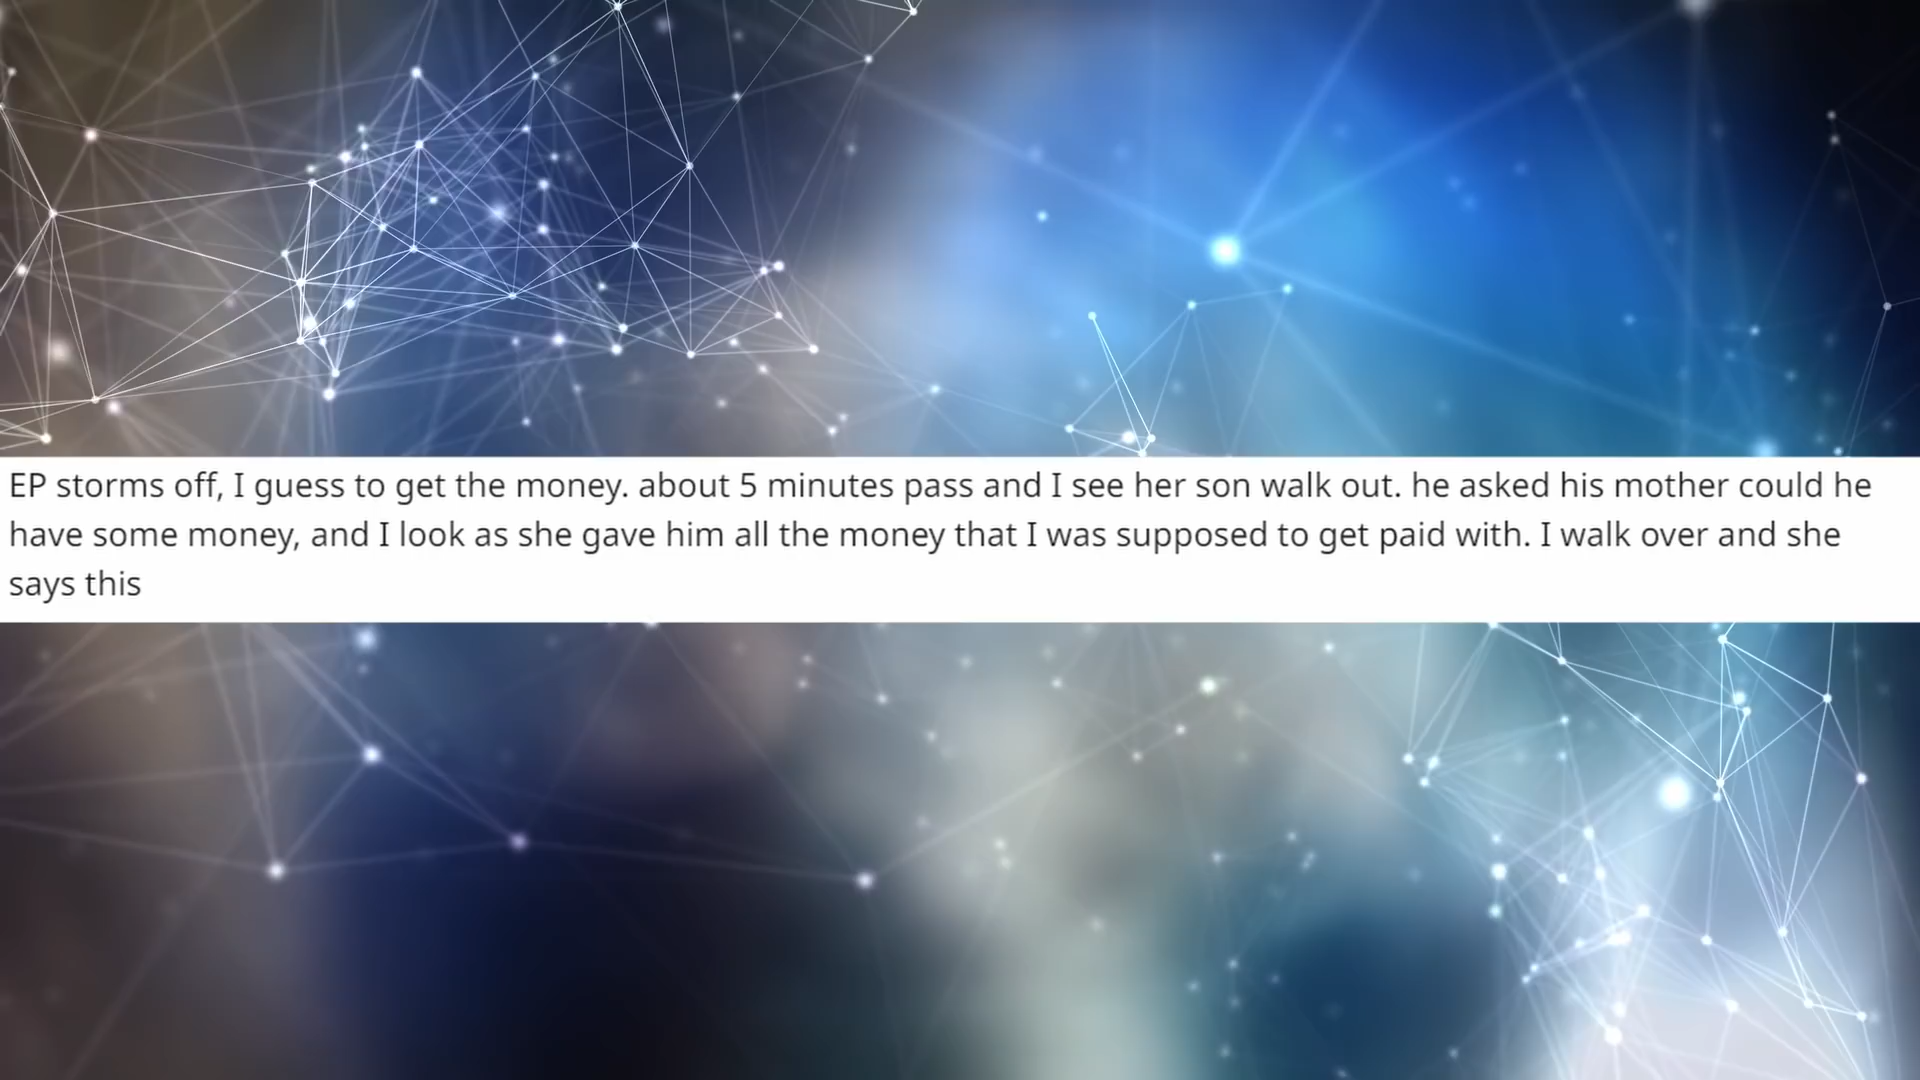 EP storms off, I guess to get the money. about 5 minutes pass and I see her son walk out. he asked his mother could he
have some money, and I look as she gave him all the money that I was supposed to get paid with. I walk over and she
says this